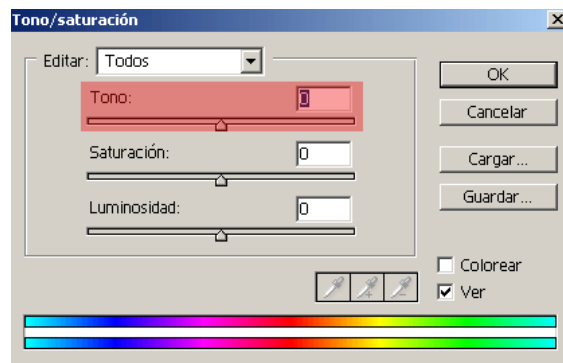 Tono/saturación
Editar: Todos
OK
Tono: 0
Cancelar
Saturación: 0
Cargar...
Guardar...
Luminosidad: 0
Colorear
Ver